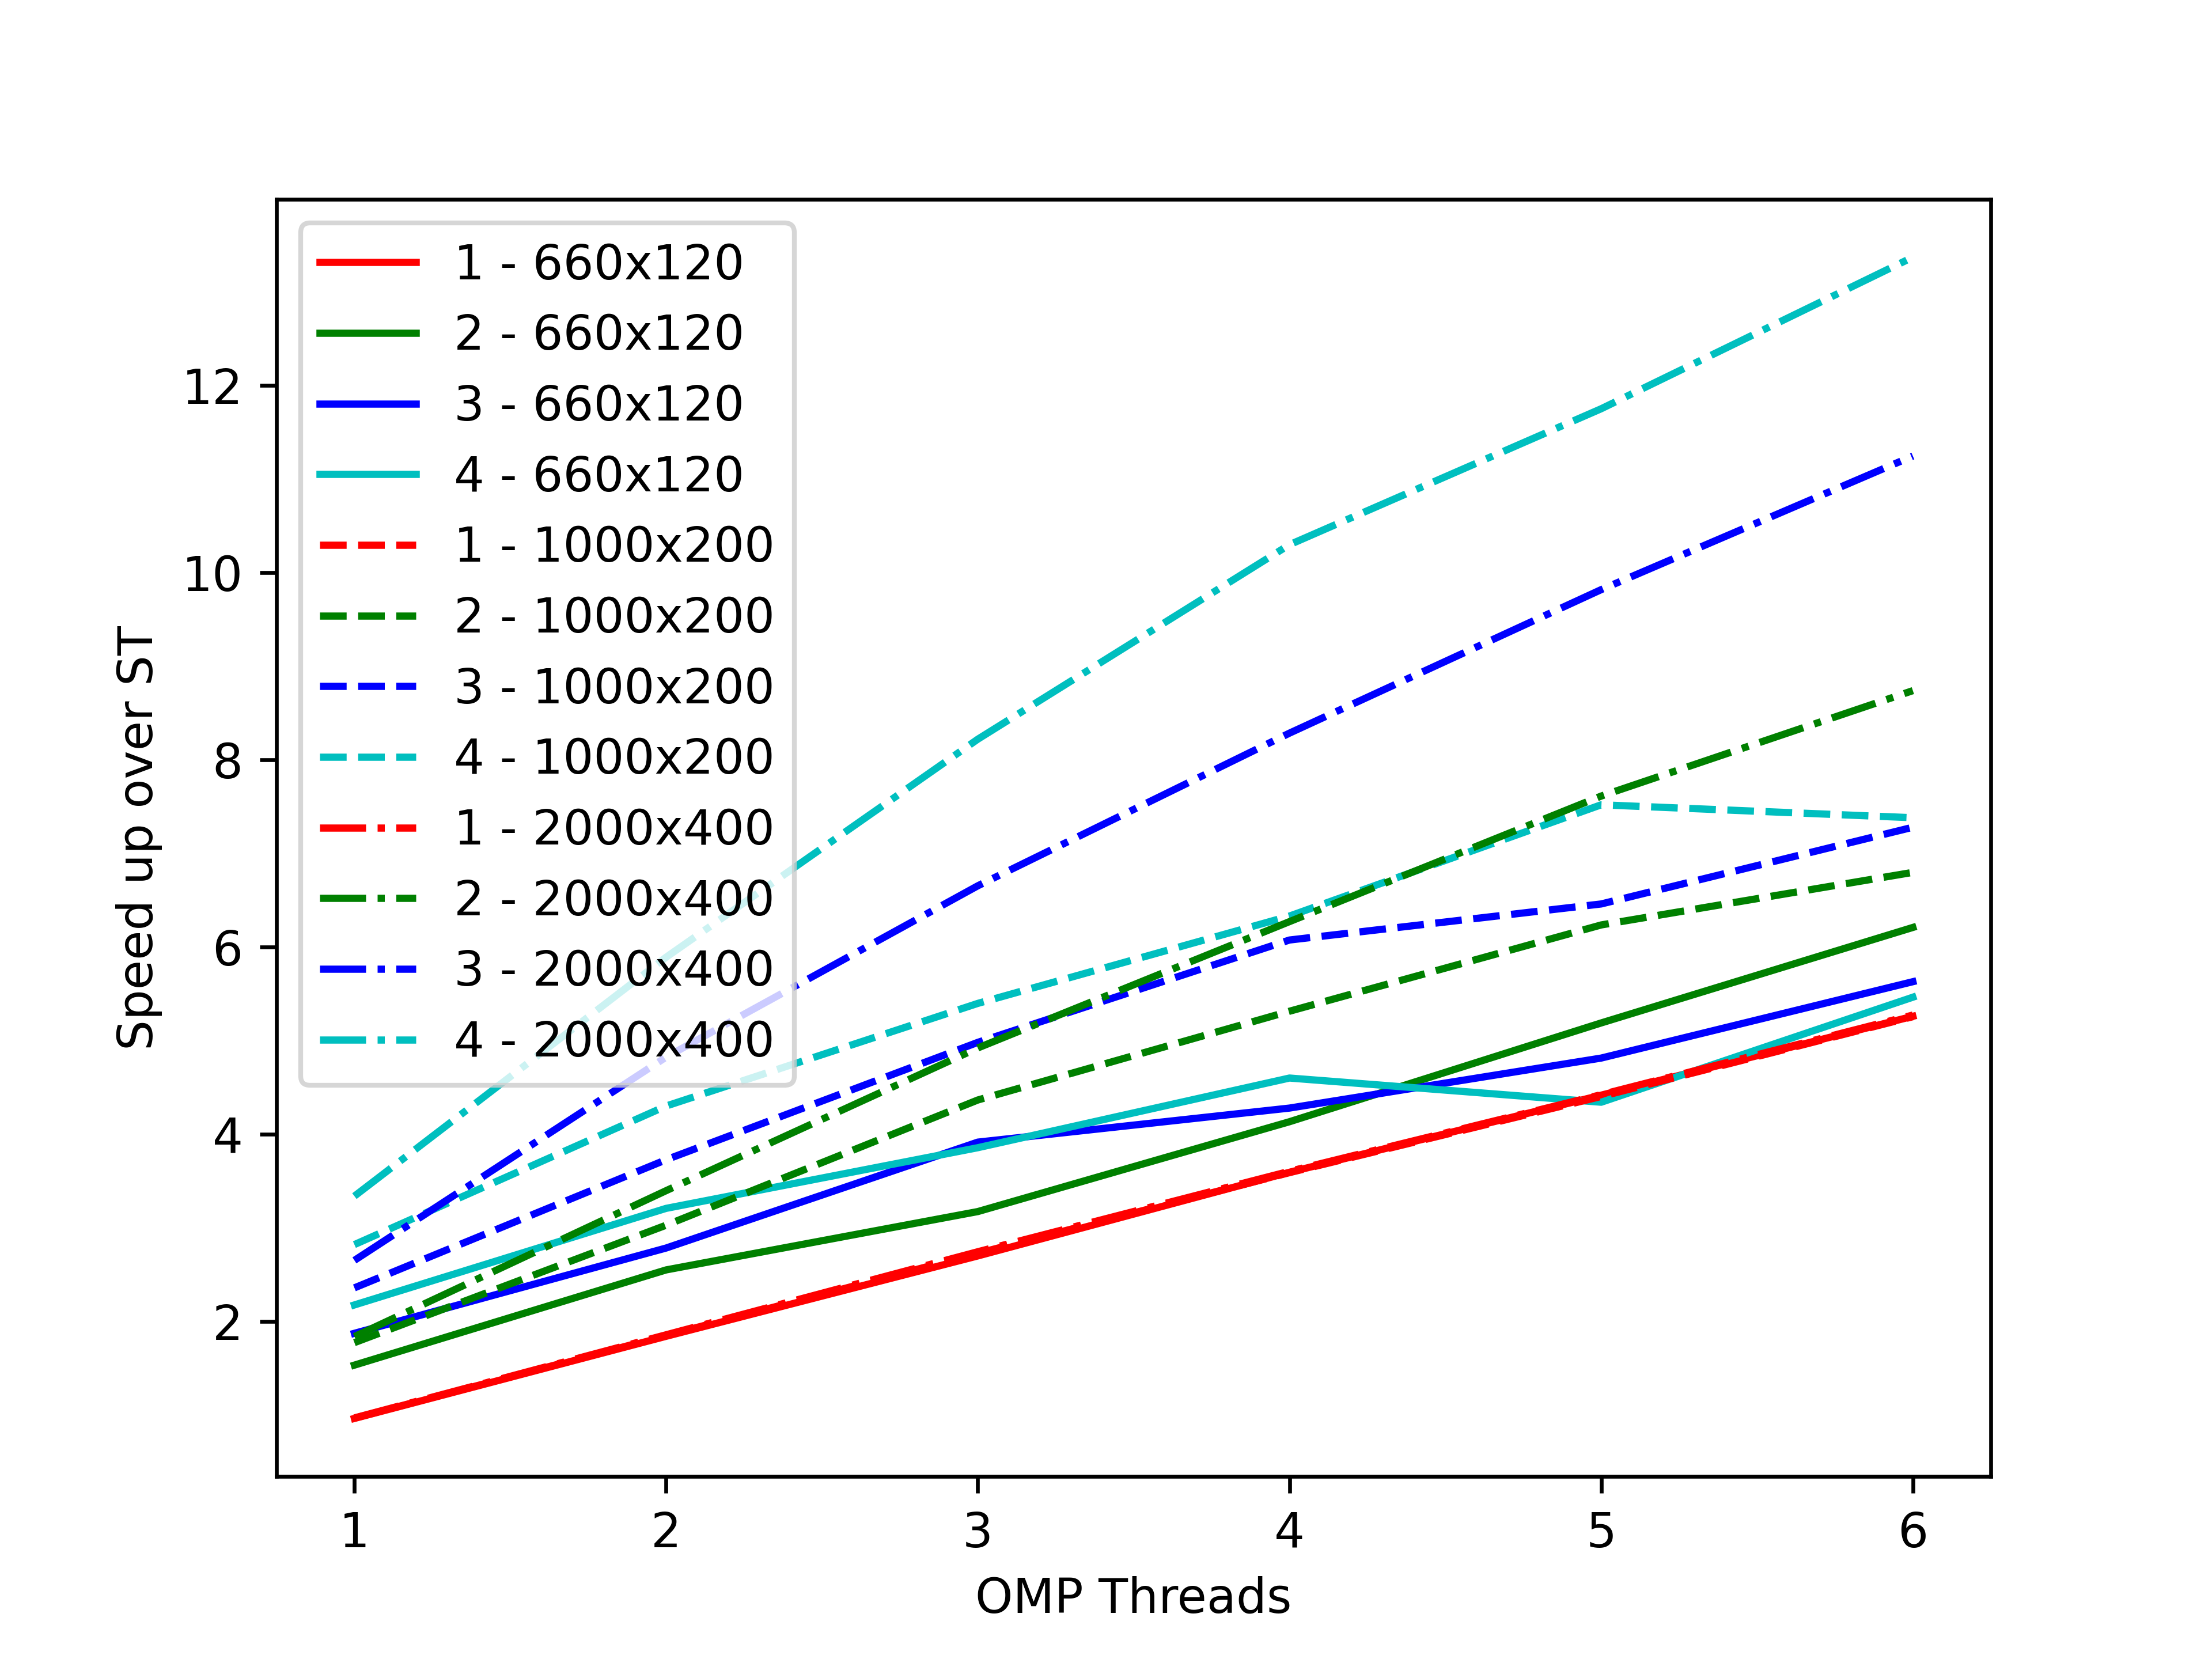 1 - 660x120
2 - 660x120
3 - 660x120
4 - 660x120
1 - 1000x200
2 - 1000x200
3 - 1000x200
4 - 1000x200
1 - 2000x400
2 - 2000x400
3 - 2000x400
4 - 2000x400
12
10
8
6
4
2
Speed up over ST
1 2 3 4 5 6
OMP Threads